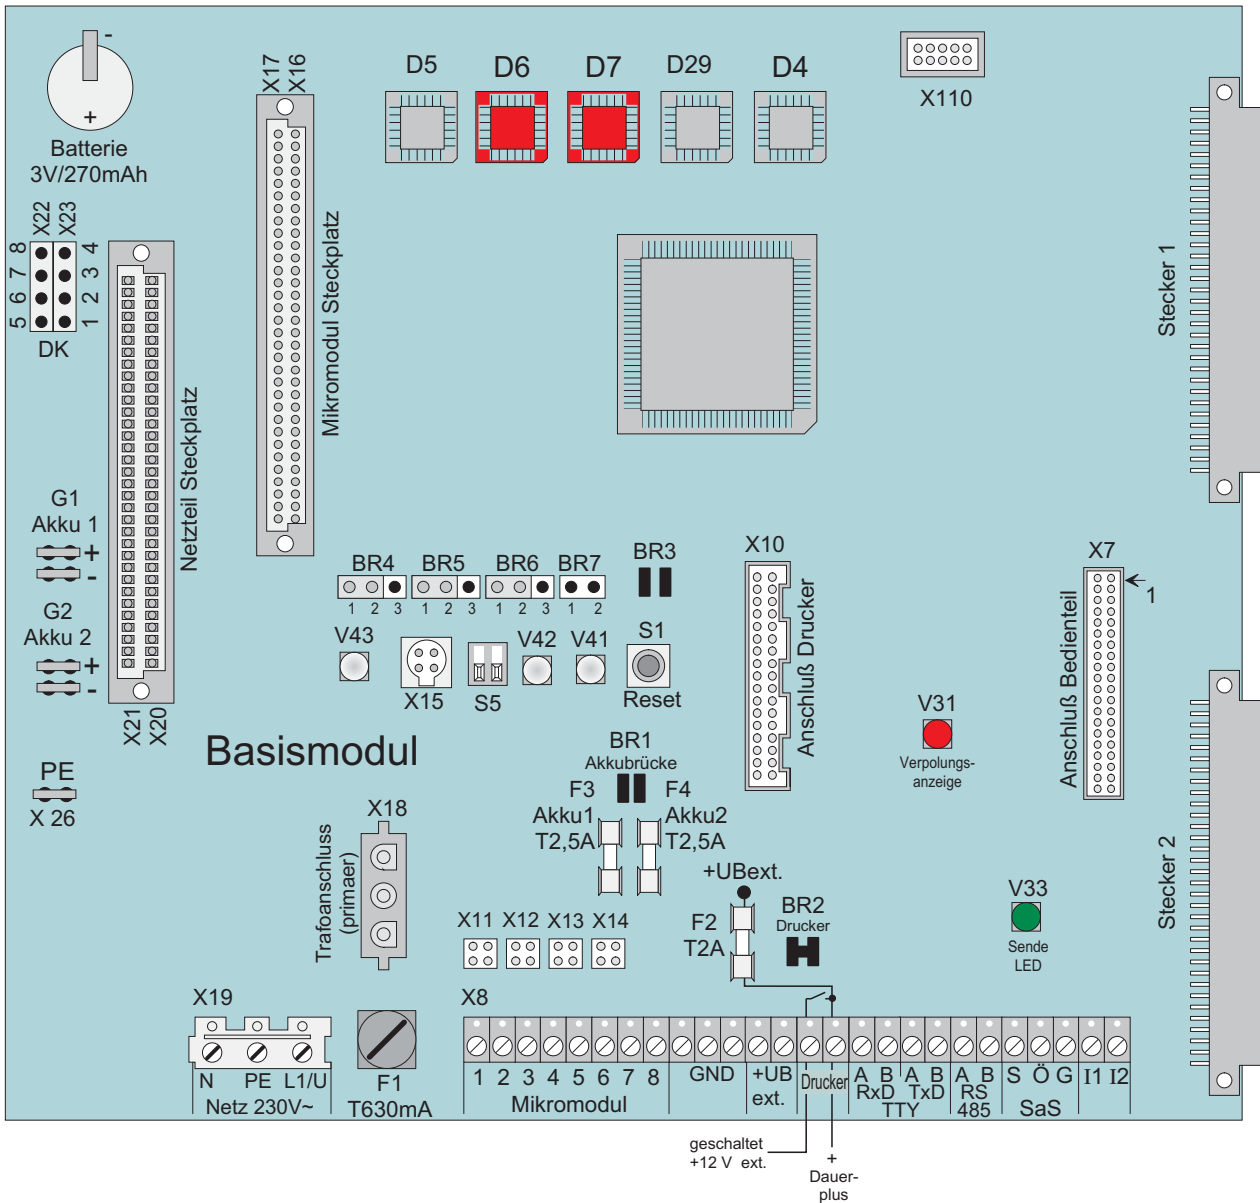 -
+
Batterie
3V/270mAh
X17
X16
D5
D6
D7
D29
D4
X110
Mikromodul Steckplatz
Stecker 1
X22
X23
8
7
6
5
4
3
2
1
DK
Netzteil Steckplatz
G1
Akku 1
+
-
G2
Akku 2
+
-
X21
X20
PE
X 26
BR4
BR5
BR6
BR7
BR3
1 2 3
1 2 3
1 2 3
1 2
V43
X15
S5
V42
V41
S1
Reset
X10
Anschluß Drucker
X7
1
Anschluß Bedienteil
V31
Verpolungs-
anzeige
Basismodul
BR1
Akkubrücke
F3
Akku1
T2,5A
F4
Akku2
T2,5A
X18
Trafoanschluss
(primaer)
+UBext.
F2
T2A
BR2
Drucker
V33
Sende
LED
Stecker 2
X11
X12
X13
X14
X19
N PE L1/U
Netz 230V~
F1
T630mA
X8
1 2 3 4 5 6 7 8
Mikromodul
GND
+UB
ext.
Drucker
A B
RxD
A B
TxD
TTY
A B
RS
485
S Ö G
SaS
I1 I2
geschaltet
+12 V ext.
+
Dauer-
plus